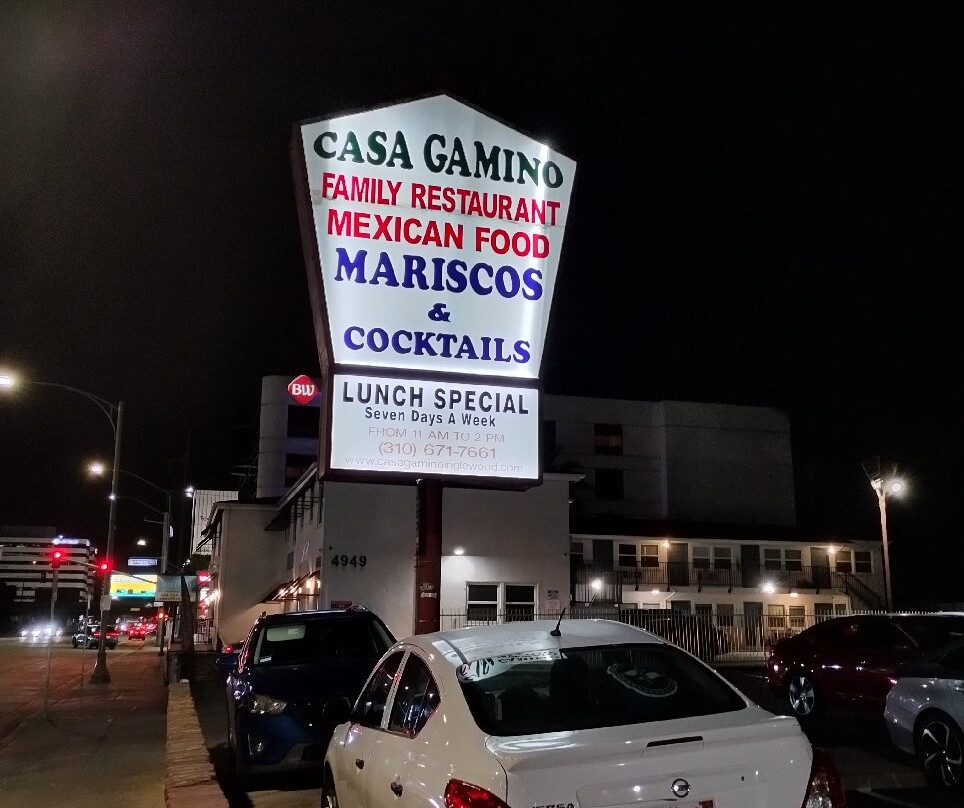 CASA GAMINO
FAMILY RESTAURANT
MEXICAN FOOD
MARISCOS
&
COCKTAILS
BW
LUNCH SPECIAL
Seven Days A Week
FROM 11 AM TO 2 PM
(310) 671-7661
www.casagaminoinglewood.com
4949
VERSA